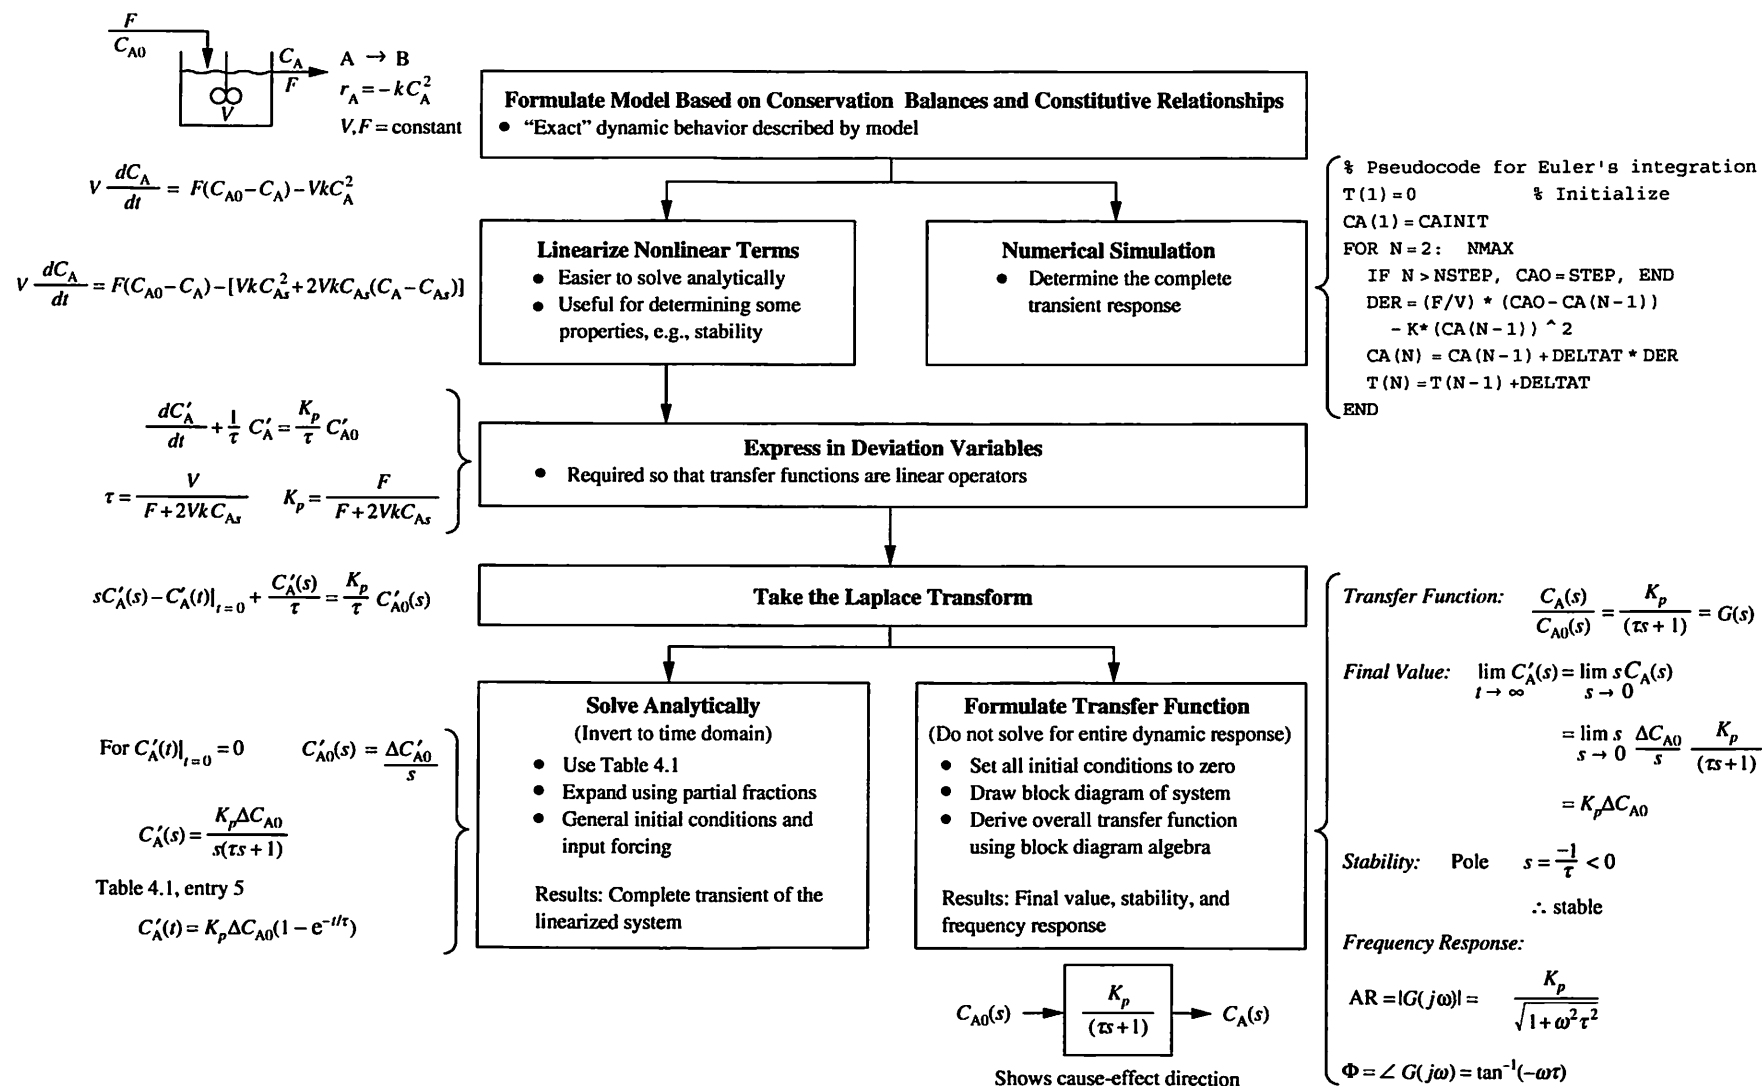 F
C_A0
C_A
F
V
A → B
r_A = −kC_A^2
V, F = constant
Formulate Model Based on Conservation Balances and Constitutive Relationships
• “Exact” dynamic behavior described by model
V dC_A/dt = F(C_A0 − C_A) − VkC_A^2
V dC_A/dt = F(C_A0 − C_A) − [VkC_As^2 + 2VkC_As(C_A − C_As)]
Linearize Nonlinear Terms
• Easier to solve analytically
• Useful for determining some
properties, e.g., stability
Numerical Simulation
• Determine the complete
transient response
% Pseudocode for Euler's integration
T(1)=0 % Initialize
CA(1)=CAINIT
FOR N=2: NMAX
IF N>NSTEP, CAO=STEP, END
DER=(F/V) * (CAO-CA(N-1))
-K*(CA(N-1))^2
CA(N)=CA(N-1)+DELTAT*DER
T(N)=T(N-1)+DELTAT
END
dC′_A/dt + 1/τ C′_A = K_p/τ C′_A0
τ = V/(F + 2VkC_As) K_p = F/(F + 2VkC_As)
Express in Deviation Variables
• Required so that transfer functions are linear operators
sC′_A(s) − C′_A(t)|_t=0 + C′_A(s)/τ = K_p/τ C′_A0(s)
Take the Laplace Transform
Solve Analytically
(Invert to time domain)
• Use Table 4.1
• Expand using partial fractions
• General initial conditions and
input forcing
Results: Complete transient of the
linearized system
For C′_A(t)|_t=0 = 0 C′_A0(s) = ΔC′_A0/s
C′_A(s) = K_pΔC_A0/s(τs + 1)
Table 4.1, entry 5
C′_A(t) = K_pΔC_A0(1 − e^−t/τ)
Formulate Transfer Function
(Do not solve for entire dynamic response)
• Set all initial conditions to zero
• Draw block diagram of system
• Derive overall transfer function
using block diagram algebra
Results: Final value, stability, and
frequency response
C_A0(s) K_p/(τs+1) C_A(s)
Shows cause-effect direction
Transfer Function: C_A(s)/C_A0(s) = K_p/(τs + 1) = G(s)
Final Value: lim t → ∞ C′_A(s) = lim s → 0 sC_A(s)
= lim s → 0 s ΔC_A0/s K_p/(τs+1)
= K_pΔC_A0
Stability: Pole s = −1/τ < 0
∴ stable
Frequency Response:
AR = |G(jω)| = K_p/√(1 + ω^2τ^2)
Φ = ∠ G(jω) = tan^−1(−ωτ)